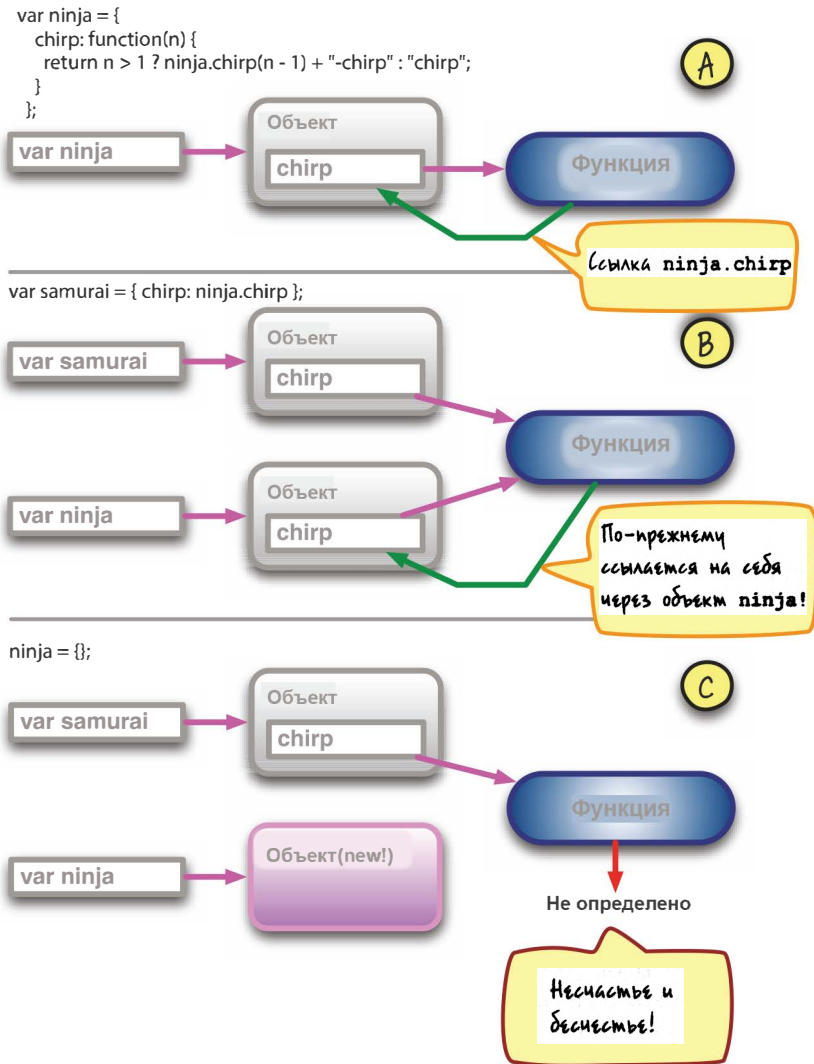 var ninja = {
chirp: function(n) {
return n > 1 ? ninja.chirp(n - 1) + "-chirp" : "chirp";
}
};
A
var ninja
Объект
chirp
Функция
Ссылка ninja.chirp
var samurai = { chirp: ninja.chirp };
B
var samurai
Объект
chirp
Функция
var ninja
Объект
chirp
По-прежнему
ссылается на себя
через объект ninja!
ninja = {};
C
var samurai
Объект
chirp
Функция
var ninja
Объект(new!)
Не определено
Несчастье и
бесчестье!